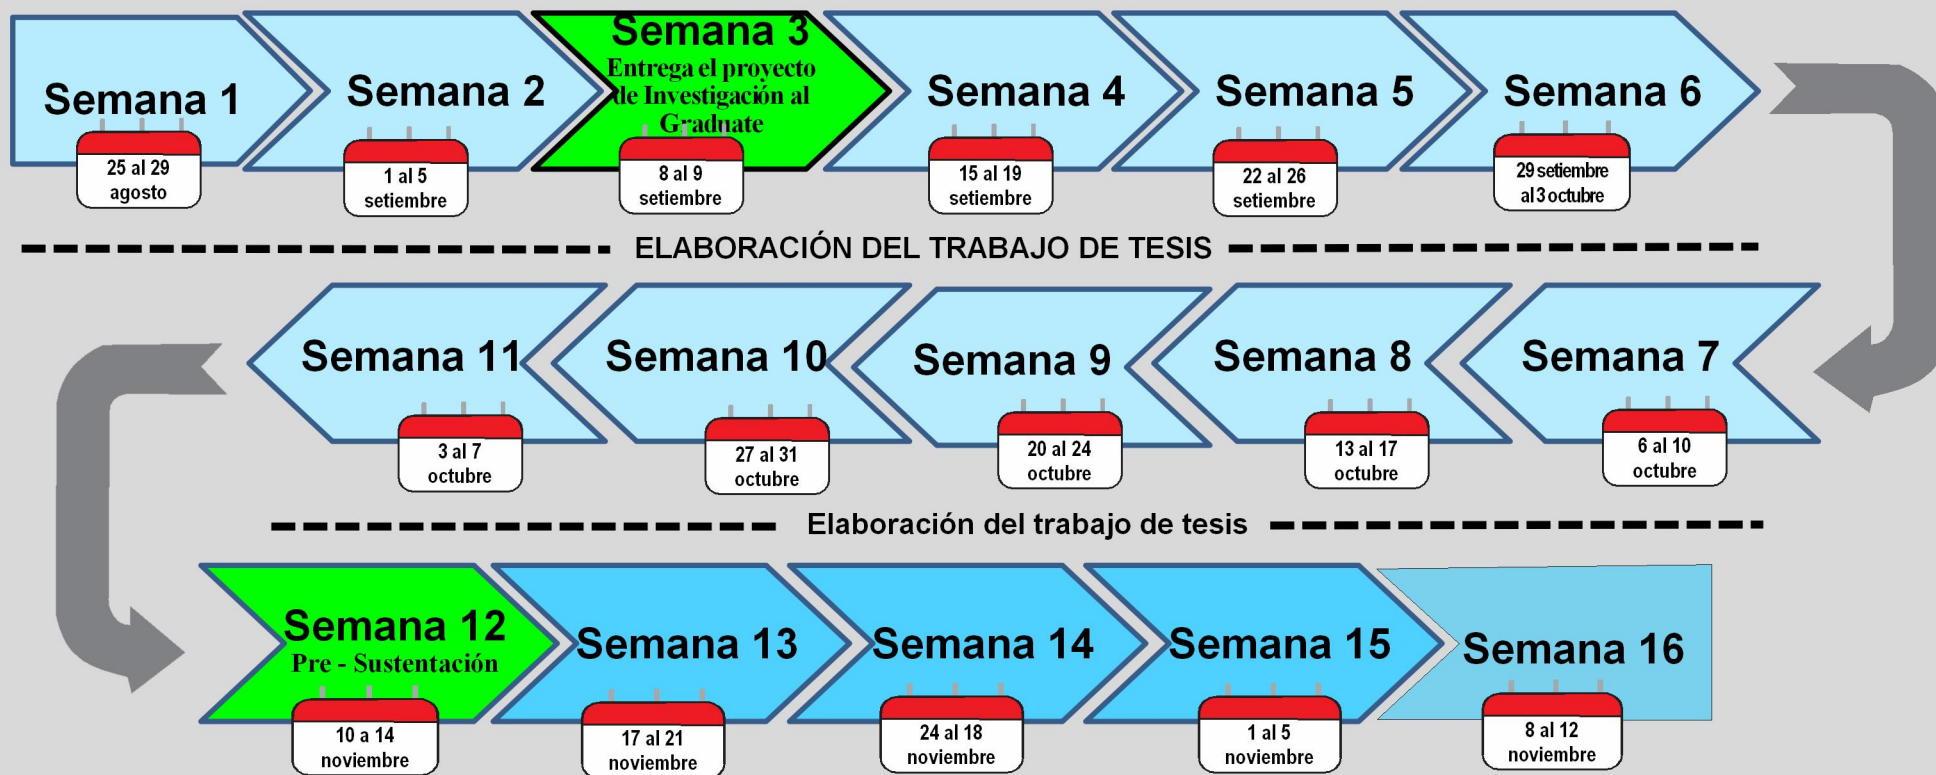 Semana 1
25 al 29
agosto
Semana 2
1 al 5
setiembre
Semana 3
Entrega el proyecto
de Investigación al
Graduate
8 al 9
setiembre
Semana 4
15 al 19
setiembre
Semana 5
22 al 26
setiembre
Semana 6
29 setiembre
al 3 octubre
ELABORACIÓN DEL TRABAJO DE TESIS
Semana 7
6 al 10
octubre
Semana 8
13 al 17
octubre
Semana 9
20 al 24
octubre
Semana 10
27 al 31
octubre
Semana 11
3 al 7
octubre
Elaboración del trabajo de tesis
Semana 12
Pre - Sustentación
10 a 14
noviembre
Semana 13
17 al 21
noviembre
Semana 14
24 al 18
noviembre
Semana 15
1 al 5
noviembre
Semana 16
8 al 12
noviembre